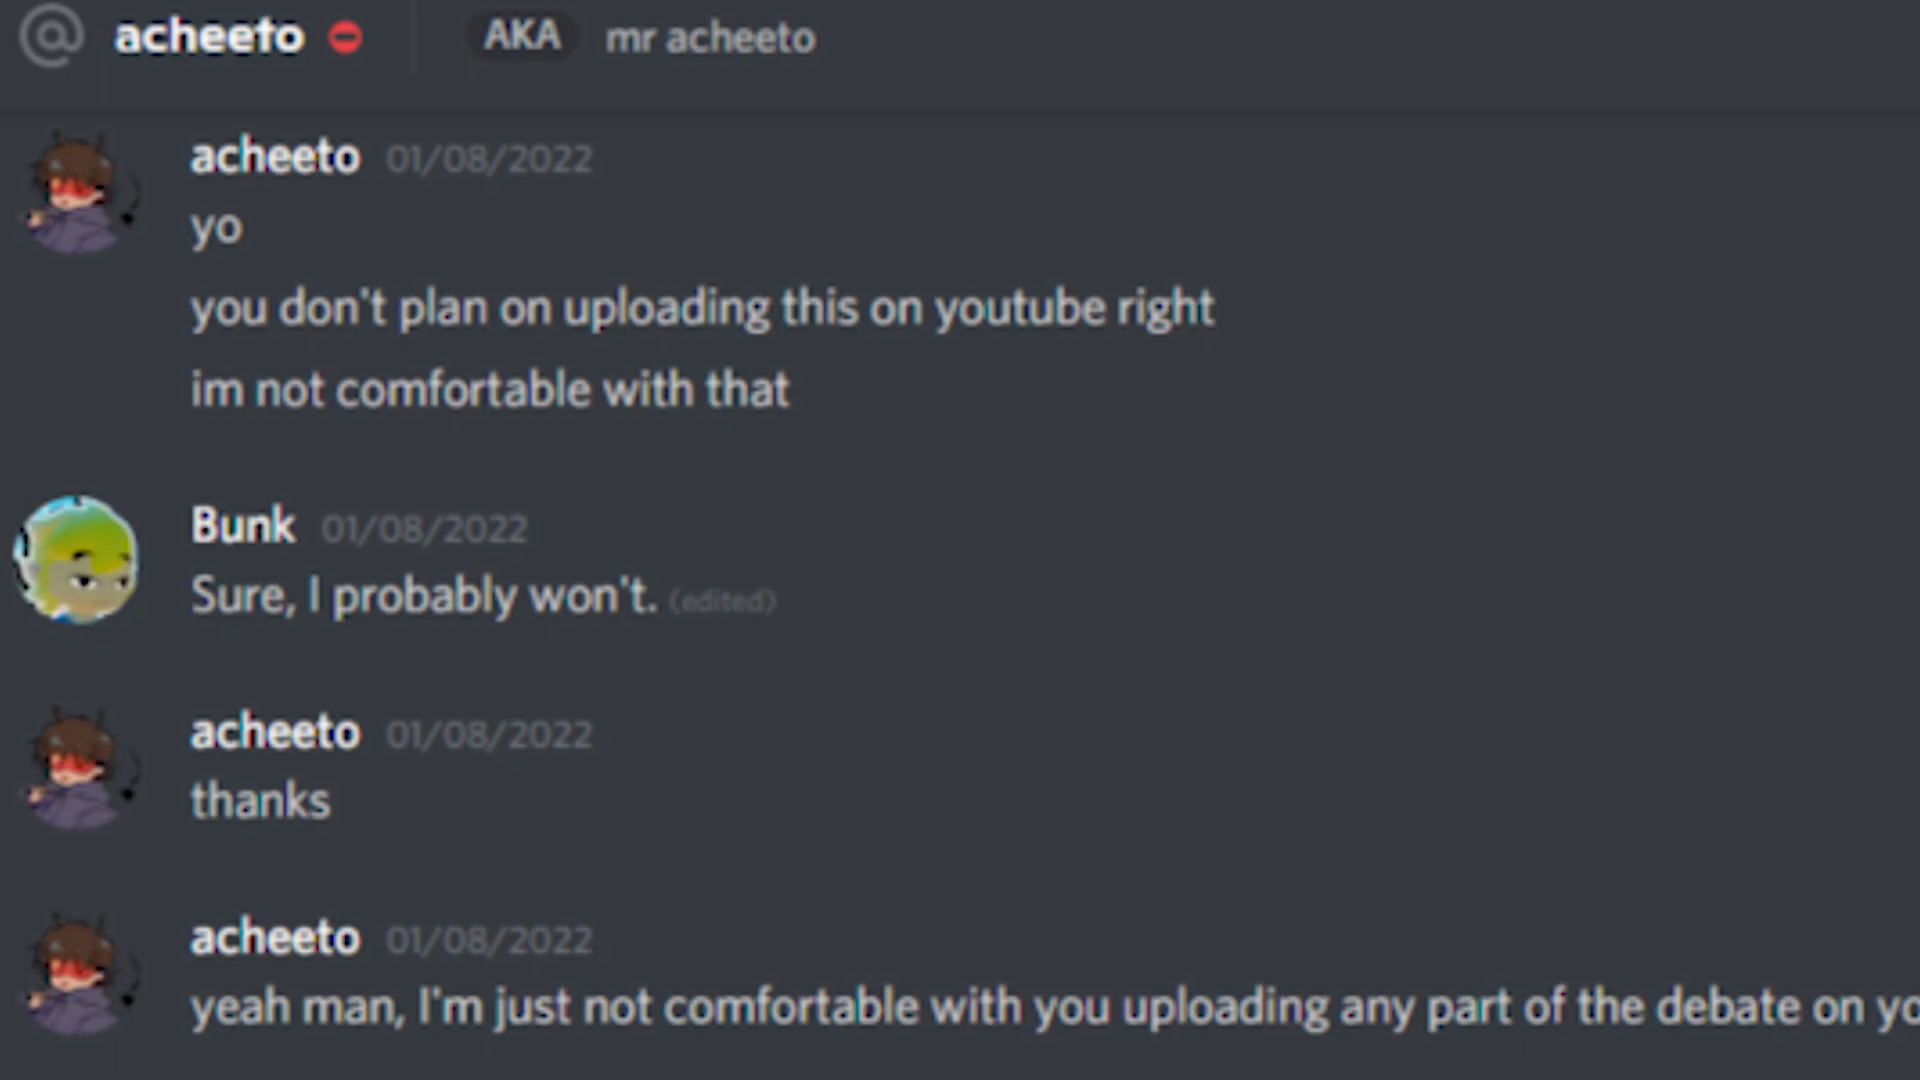 @ acheeto AKA mr acheeto
acheeto 01/08/2022
yo
you don't plan on uploading this on youtube right
im not comfortable with that
Bunk 01/08/2022
Sure, I probably won't. (edited)
acheeto 01/08/2022
thanks
acheeto 01/08/2022
yeah man, I'm just not comfortable with you uploading any part of the debate on yo